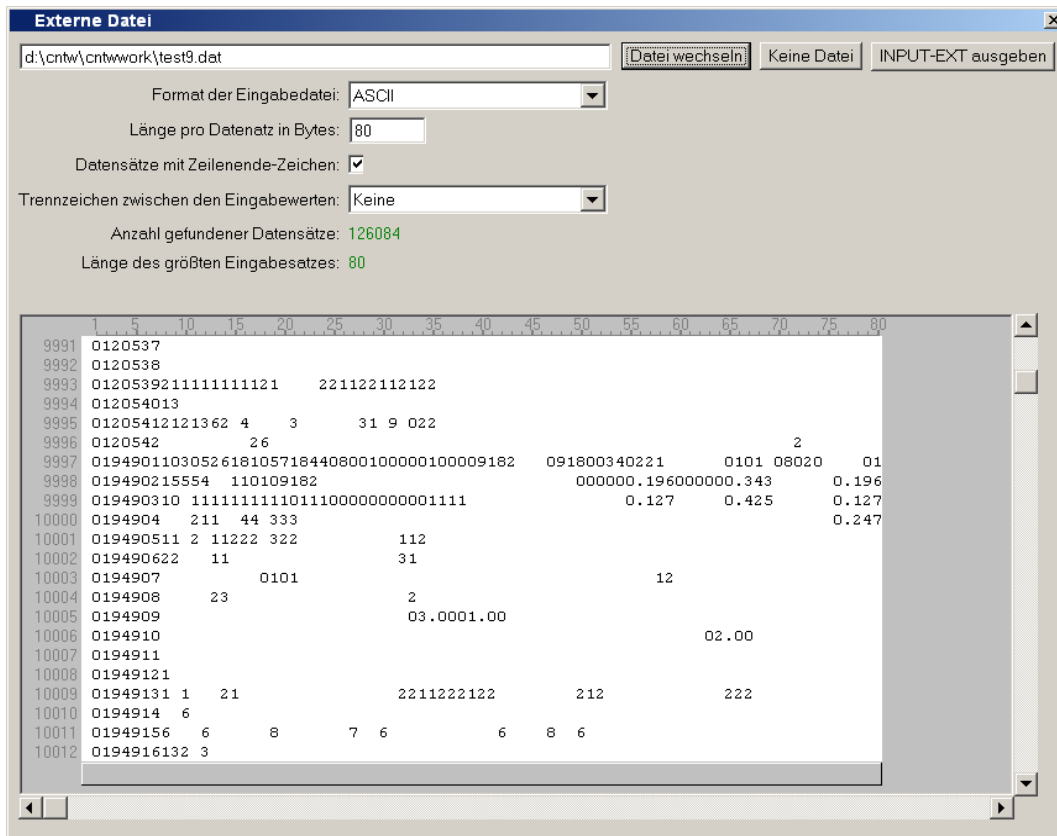 Externe Datei
d:\cntw\cntwwork\test9.dat Datei wechseln Keine Datei INPUT-EXT ausgeben
Format der Eingabedatei: ASCII
Länge pro Datenatz in Bytes: 80
Datensätze mit Zeilenende-Zeichen:
Trennzeichen zwischen den Eingabewerten: Keine
Anzahl gefundener Datensätze: 126084
Länge des größten Eingabesatzes: 80
1 5 10 15 20 25 30 35 40 45 50 55 60 65 70 75 80
9991 0120537
9992 0120538
9993 0120539211111111121    221122112122
9994 012054013
9995 01205412121362 4    3      31 9 022
9996 0120542         26                                                     2
9997 0194901103052618105718440800100000100009182   091800340221      0101 08020    01
9998 019490215554  110109182                          000000.196000000.343      0.196
9999 019490310 1111111111011100000000001111                0.127     0.425      0.127
10000 0194904   211  44 333                                                      0.247
10001 019490511 2 11222 322          112
10002 019490622   11                 31
10003 0194907          0101                                    12
10004 0194908     23                  2
10005 0194909                         03.0001.00
10006 0194910                                                       02.00
10007 0194911
10008 01949121
10009 01949131 1   21                2211222122        212            222
10010 0194914  6
10011 01949156   6      8       7  6           6    8  6
10012 0194916132 3